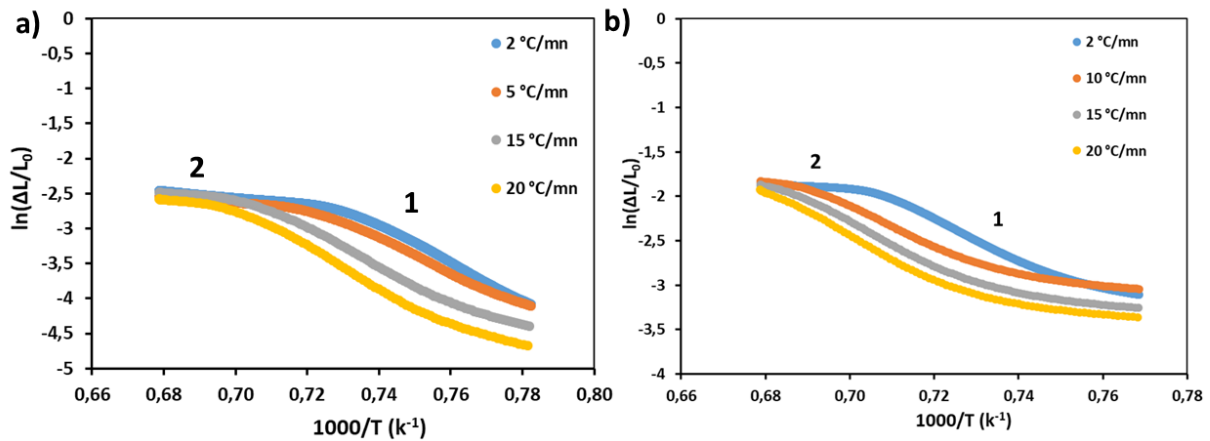 a)
ln(ΔL/L0)
0
-0,5
-1
-1,5
-2
-2,5
-3
-3,5
-4
-4,5
-5
2 °C/mn
5 °C/mn
15 °C/mn
20 °C/mn
2
1
0,66
0,68
0,70
0,72
0,74
0,76
0,78
0,80
1000/T (k-1)
b)
ln(ΔL/L0)
0
-0,5
-1
-1,5
-2
-2,5
-3
-3,5
-4
2 °C/mn
10 °C/mn
15 °C/mn
20 °C/mn
2
1
0,66
0,68
0,70
0,72
0,74
0,76
0,78
1000/T (k-1)